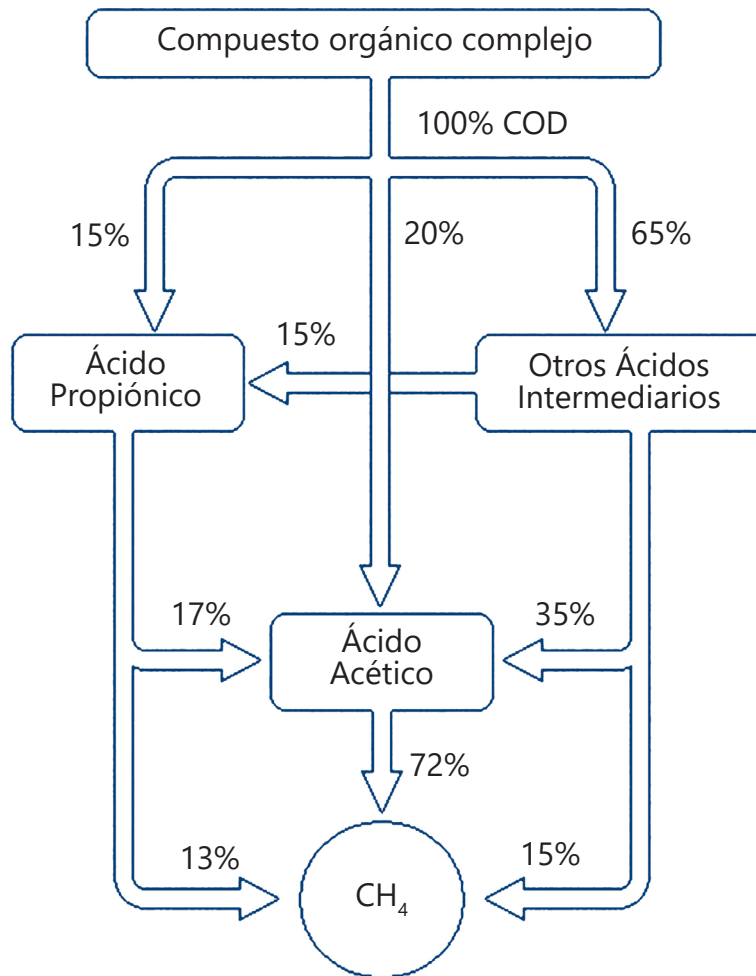 Compuesto orgánico complejo
100% COD
15%
20%
65%
15%
Ácido
Propiónico
Otros Ácidos
Intermediarios
17%
Ácido
Acético
35%
72%
13%
CH₄
15%